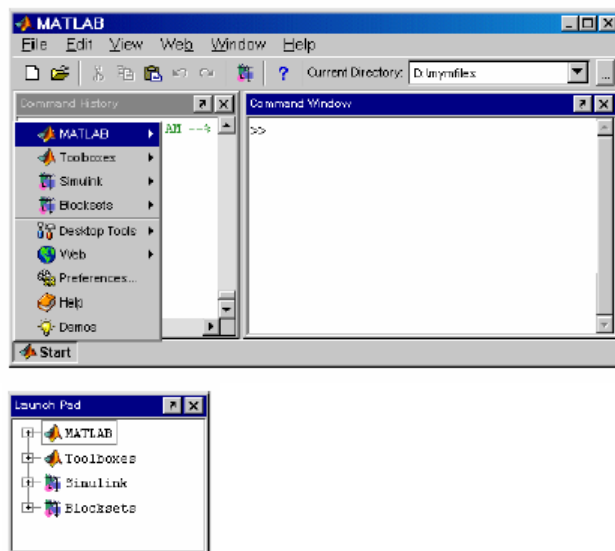 MATLAB
File Edit View Web Window Help
? Current Directory: D:\mymfiles ...
Command History
Command Window
AM --%
>>
MATLAB
Toolboxes
Simulink
Blocksets
Desktop Tools
Web
Preferences...
Help
Demos
Start
Launch Pad
MATLAB
Toolboxes
Simulink
Blocksets